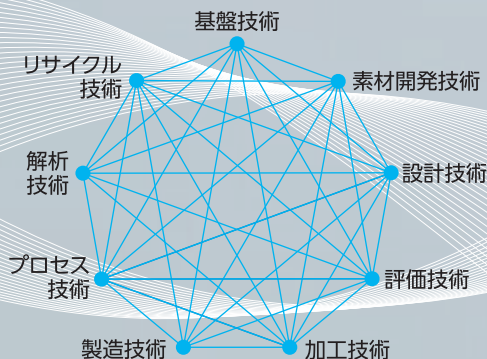 基盤技術
リサイクル
技術
素材開発技術
解析
技術
設計技術
プロセス
技術
評価技術
製造技術
加工技術